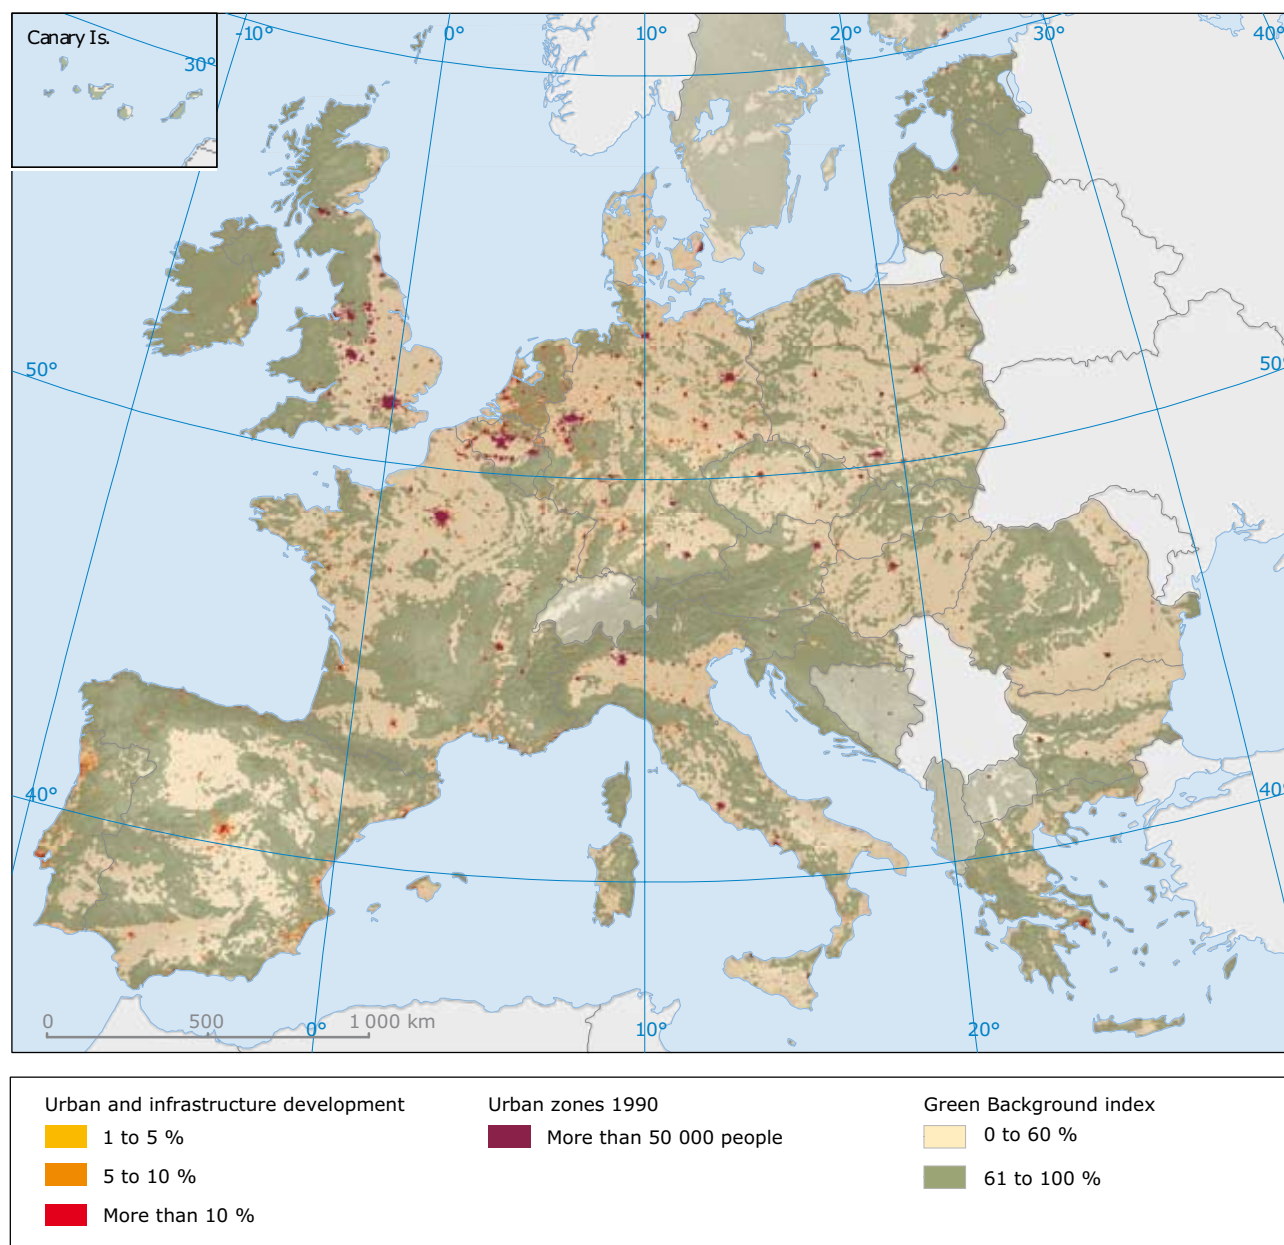 Canary Is.
30°
-10°
0°
10°
20°
30°
40°
50°
50°
40°
40°
0
500
1 000 km
0°
10°
20°
Urban and infrastructure development
1 to 5 %
5 to 10 %
More than 10 %
Urban zones 1990
More than 50 000 people
Green Background index
0 to 60 %
61 to 100 %